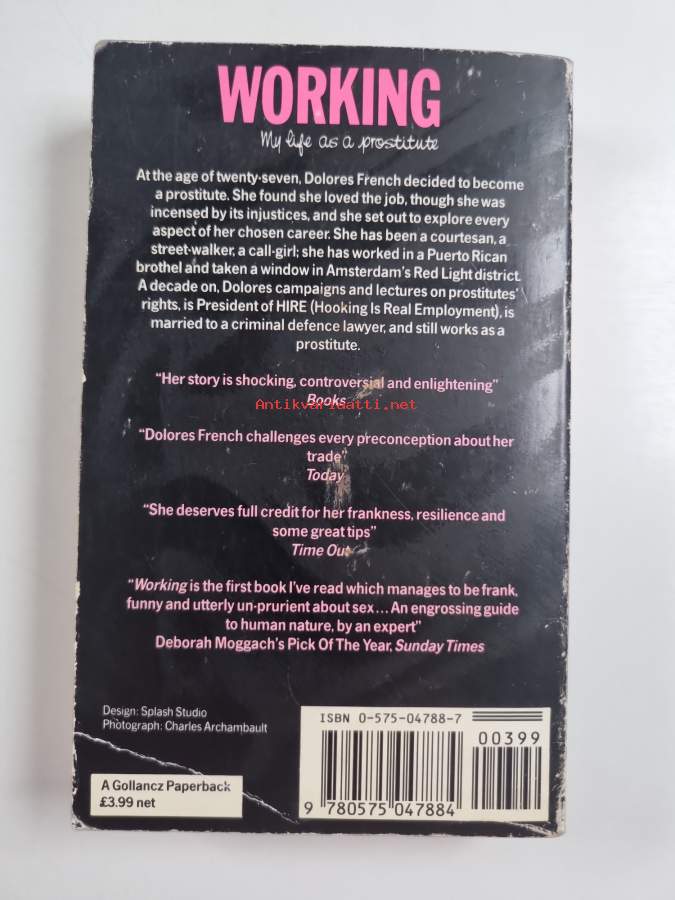 WORKING
My life as a prostitute
At the age of twenty-seven, Dolores French decided to become
a prostitute. She found she loved the job, though she was
incensed by its injustices, and she set out to explore every
aspect of her chosen career. She has been a courtesan, a
street-walker, a call-girl; she has worked in a Puerto Rican
brothel and taken a window in Amsterdam's Red Light district.
A decade on, Dolores campaigns and lectures on prostitutes'
rights, is President of HIRE (Hooking Is Real Employment), is
married to a criminal defence lawyer, and still works as a
prostitute.
"Her story is shocking, controversial and enlightening"
Books
Antikvariaatti.net
"Dolores French challenges every preconception about her
trade"
Today
"She deserves full credit for her frankness, resilience and
some great tips"
Time Out
"Working is the first book I've read which manages to be frank,
funny and utterly un-prurient about sex... An engrossing guide
to human nature, by an expert"
Deborah Moggach's Pick Of The Year, Sunday Times
Design: Splash Studio
Photograph: Charles Archambault
A Gollancz Paperback
£3.99 net
ISBN 0-575-04788-7
00399
9 780575 047884